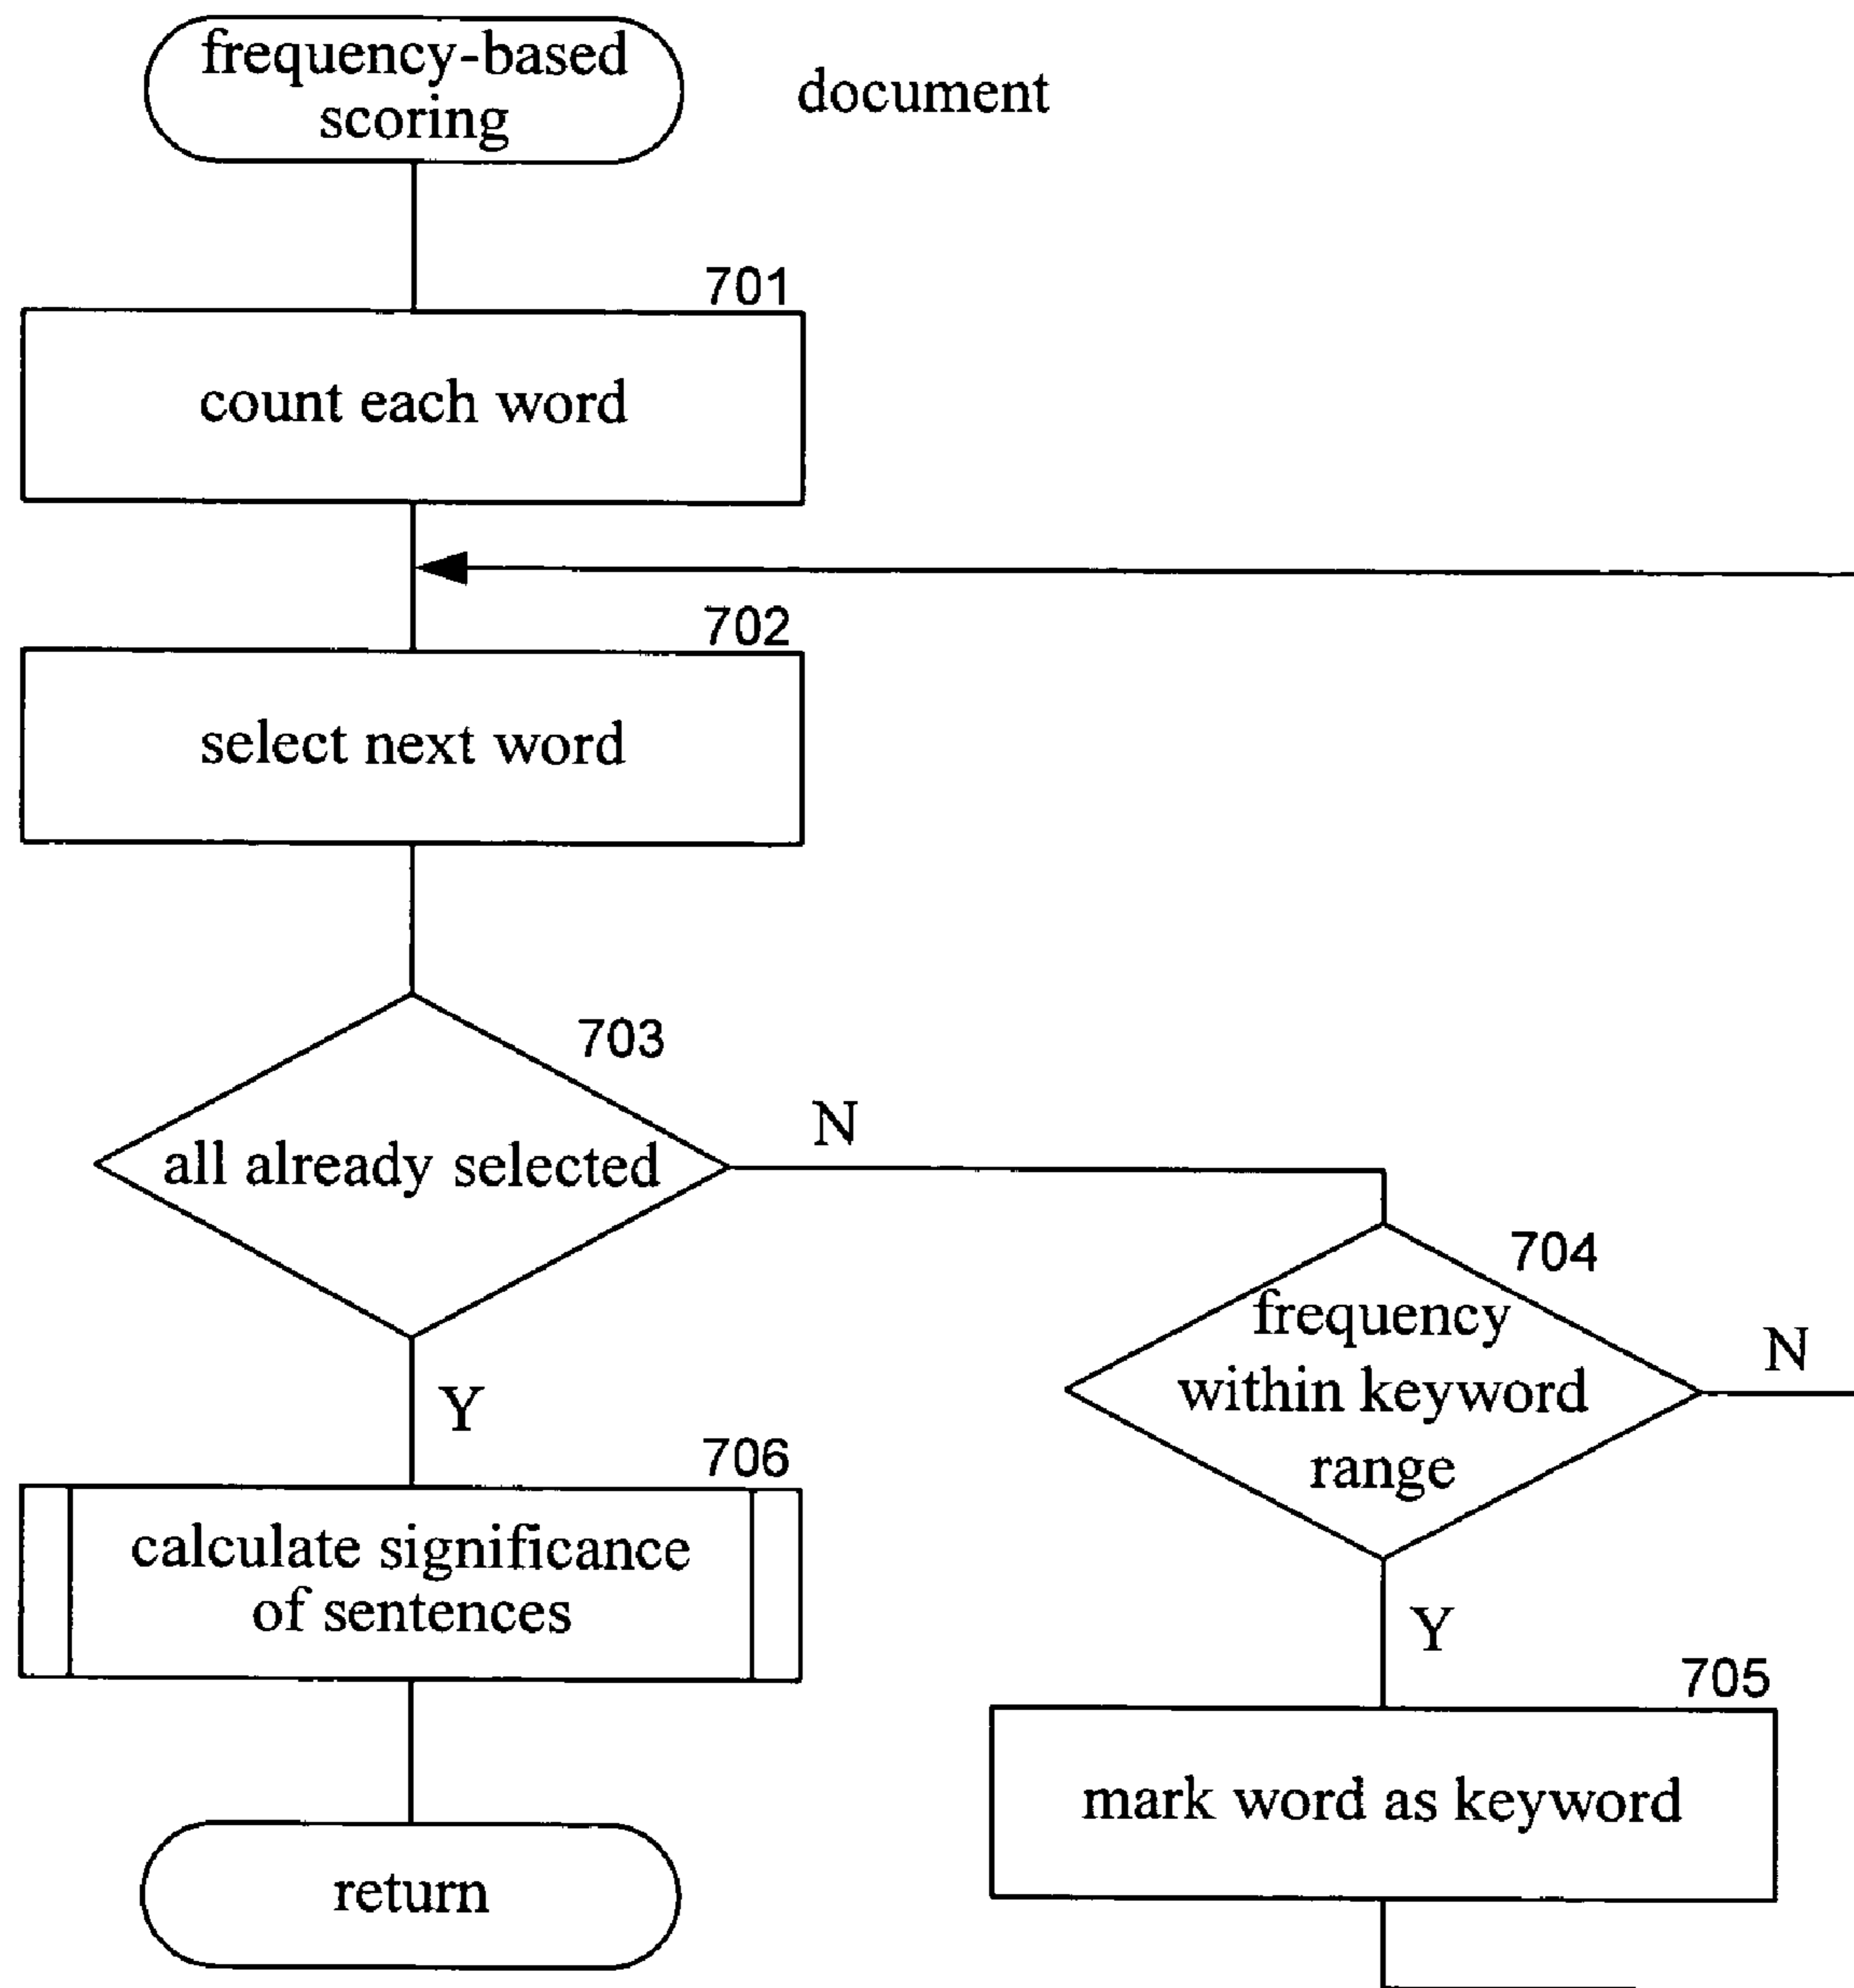 frequency-based
scoring
document
701
count each word
702
select next word
703
all already selected
N
704
frequency
within keyword
range
N
Y
706
calculate significance
of sentences
Y
705
mark word as keyword
return